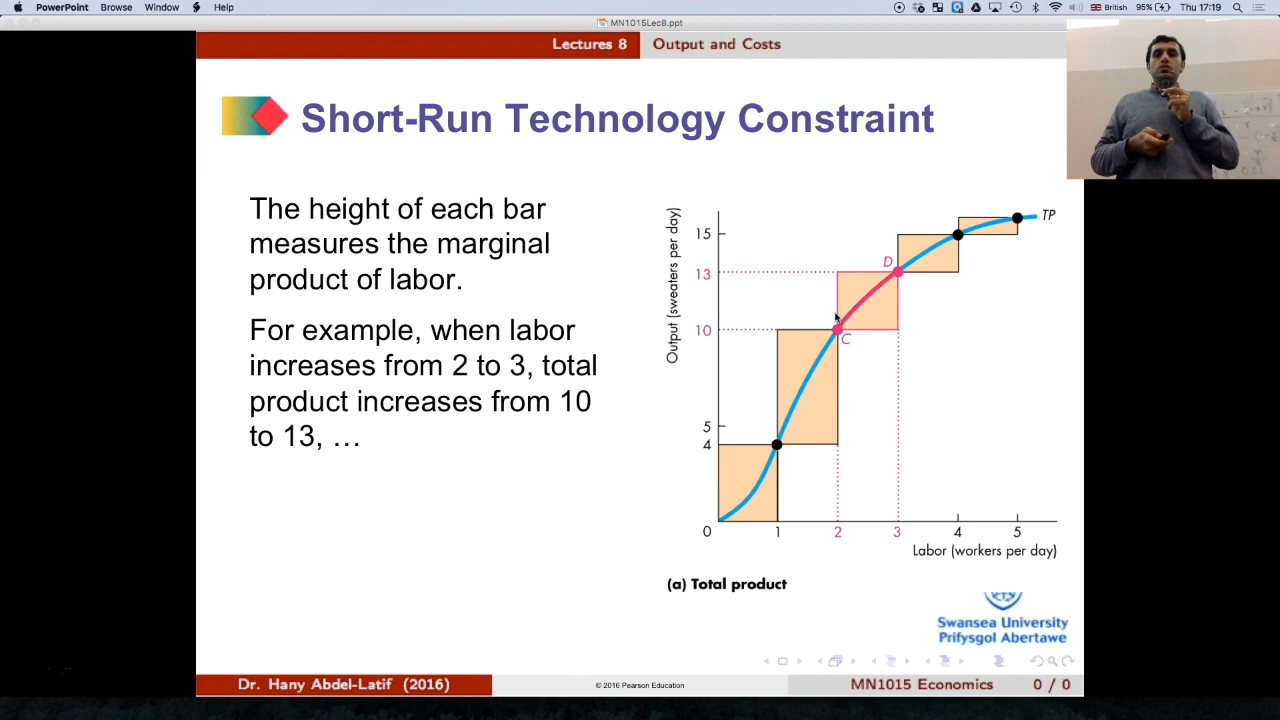 PowerPoint Browse Window Help
British 95% Thu 17:19
MN1015Lec8.ppt
Lectures 8 Output and Costs
Short-Run Technology Constraint
The height of each bar
measures the marginal
product of labor.
For example, when labor
increases from 2 to 3, total
product increases from 10
to 13, …
Output (sweaters per day)
15
13
10
5
4
0 1 2 3 4 5
TP
D
C
Labor (workers per day)
(a) Total product
Swansea University
Prifysgol Abertawe
Dr. Hany Abdel-Latif (2016)
© 2016 Pearson Education
MN1015 Economics 0 / 0